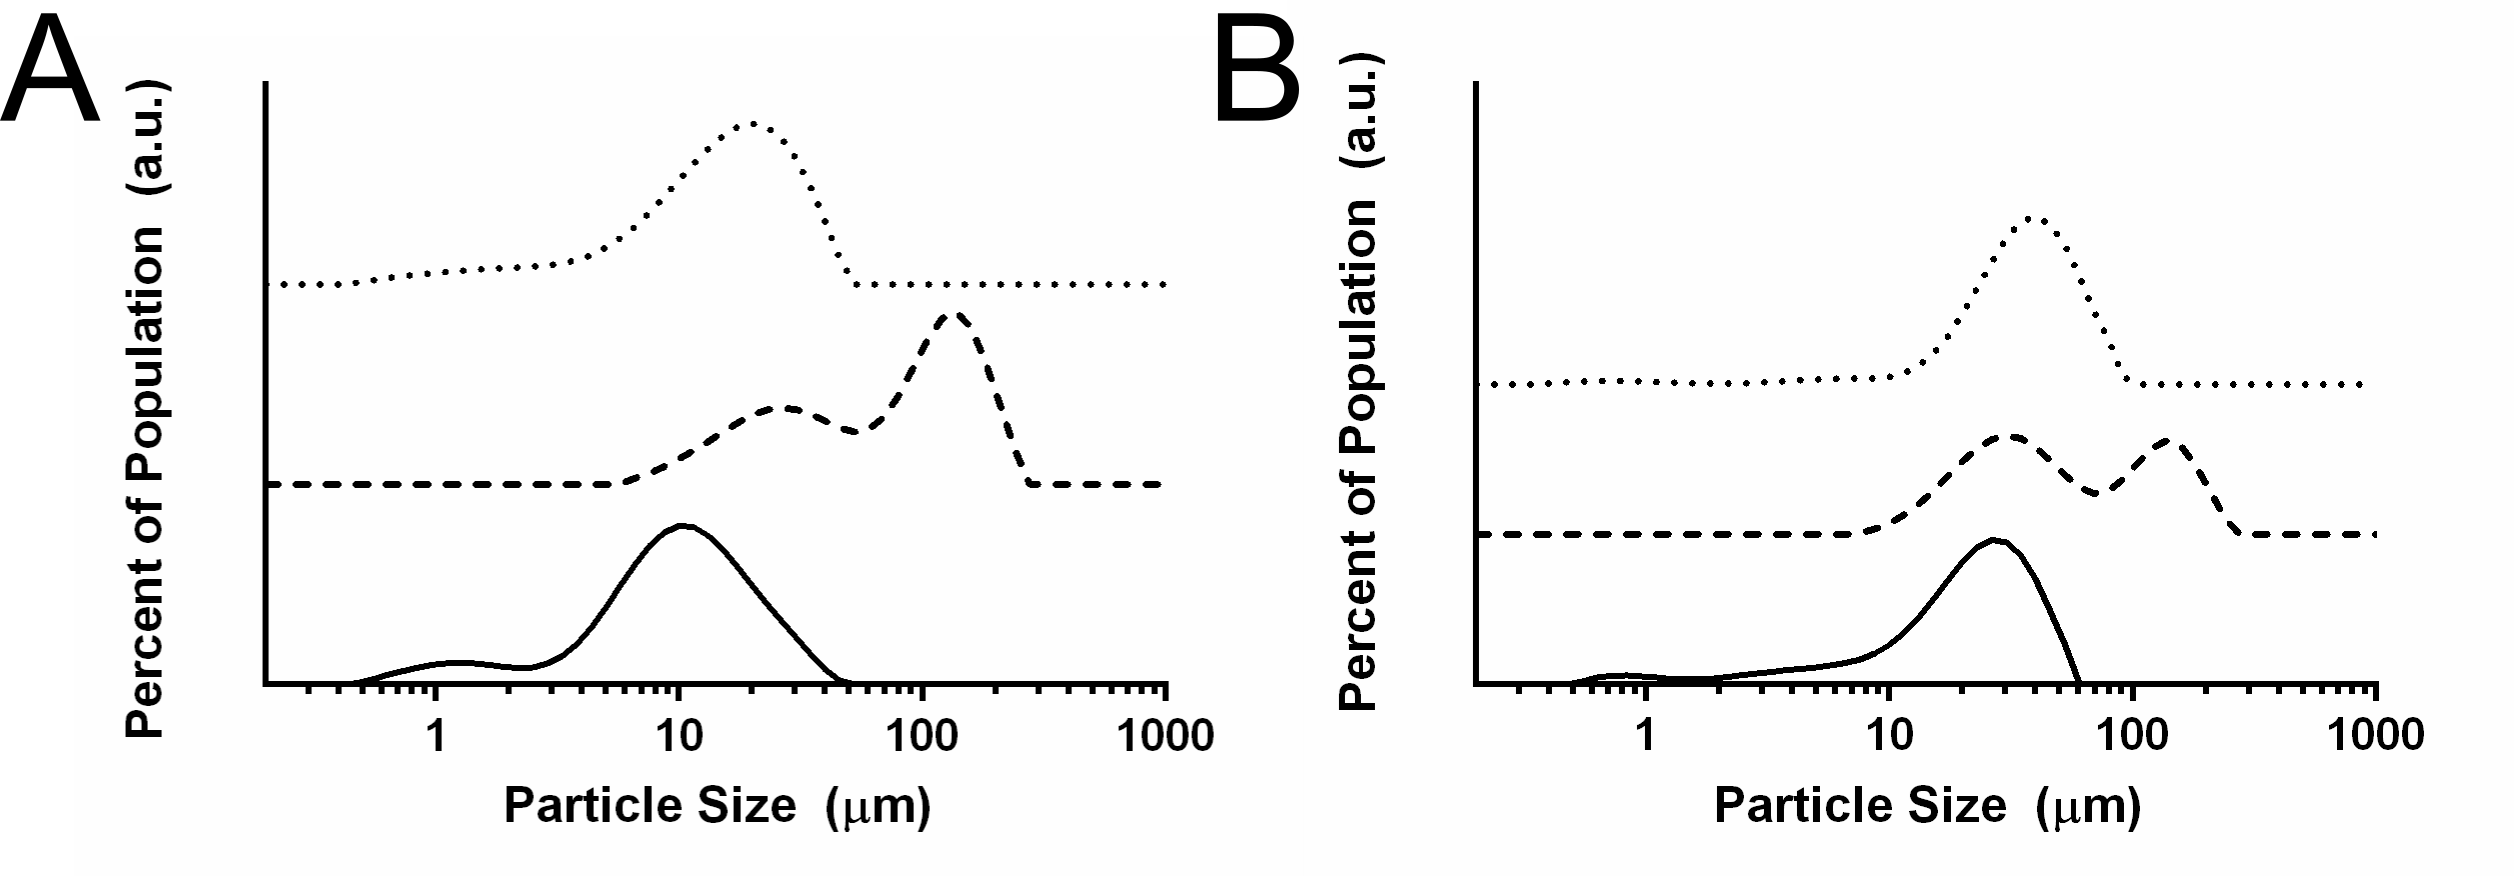 A
Percent of Population (a.u.)
1 10 100 1000
Particle Size (μm)
B
Percent of Population (a.u.)
1 10 100 1000
Particle Size (μm)